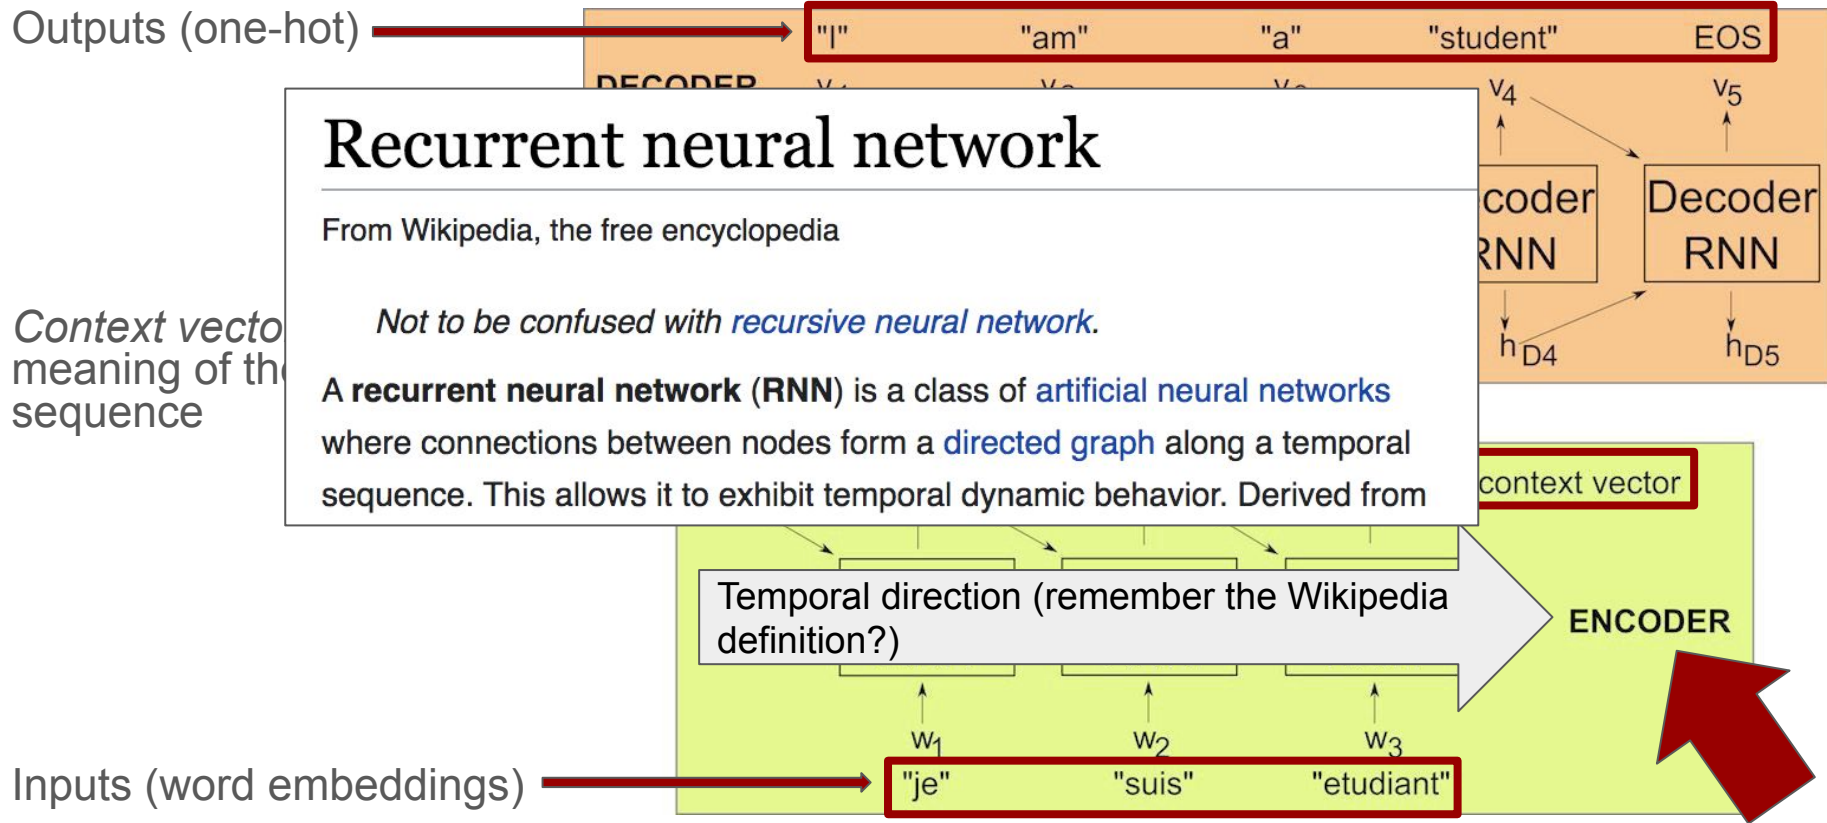 Outputs (one-hot)
"I" "am" "a" "student" EOS
DECODER
v4 v5
Recurrent neural network
From Wikipedia, the free encyclopedia
Not to be confused with recursive neural network.
A recurrent neural network (RNN) is a class of artificial neural networks
where connections between nodes form a directed graph along a temporal
sequence. This allows it to exhibit temporal dynamic behavior. Derived from
coder
RNN
Decoder
RNN
hD4 hD5
Context vecto
meaning of the
sequence
context vector
Temporal direction (remember the Wikipedia
definition?)
ENCODER
w1 w2 w3
Inputs (word embeddings)
"je" "suis" "etudiant"